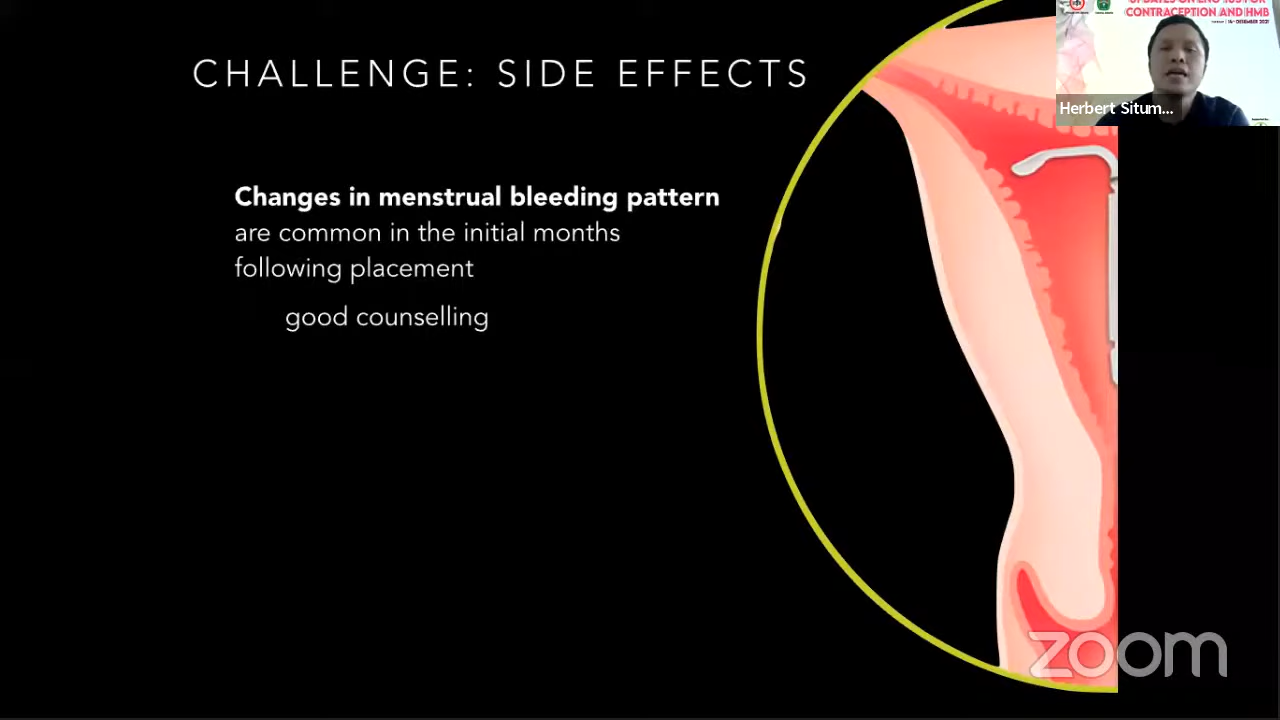 CHALLENGE: SIDE EFFECTS
Changes in menstrual bleeding pattern
are common in the initial months
following placement
good counselling
CONTRACEPTION AND HMB
Herbert Situm...
zoom